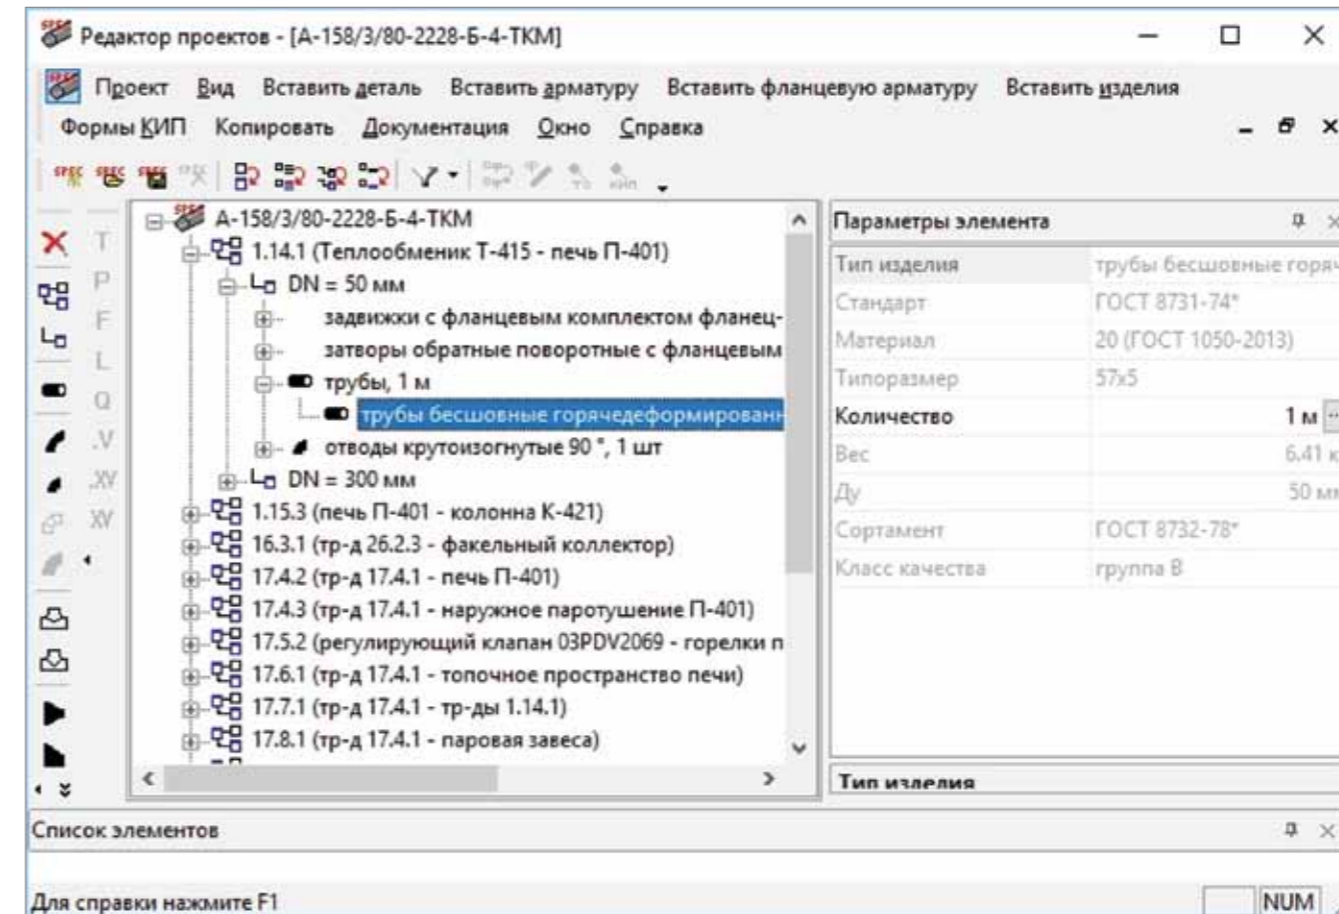 Редактор проектов - [А-158/3/80-2228-Б-4-ТКМ]
Проект Вид Вставить деталь Вставить арматуру Вставить фланцевую арматуру Вставить изделия
Формы КИП Копировать Документация Окно Справка
А-158/3/80-2228-Б-4-ТКМ
1.14.1 (Теплообменик Т-415 - печь П-401)
DN = 50 мм
задвижки с фланцевым комплектом фланец-
затворы обратные поворотные с фланцевым
трубы, 1 м
трубы бесшовные горячедеформированн
отводы крутоизогнутые 90 °, 1 шт
DN = 300 мм
1.15.3 (печь П-401 - колонна К-421)
16.3.1 (тр-д 26.2.3 - факельный коллектор)
17.4.2 (тр-д 17.4.1 - печь П-401)
17.4.3 (тр-д 17.4.1 - наружное паротушение П-401)
17.5.2 (регулирующий клапан 03PDV2069 - горелки п
17.6.1 (тр-д 17.4.1 - топочное пространство печи)
17.7.1 (тр-д 17.4.1 - тр-ды 1.14.1)
17.8.1 (тр-д 17.4.1 - паровая завеса)
T
P
F
L
Q
.V
.XY
XY
Параметры элемента
Тип изделия трубы бесшовные горяч
Стандарт ГОСТ 8731-74*
Материал 20 (ГОСТ 1050-2013)
Типоразмер 57x5
Количество 1 м ...
Вес 6.41 к
Ду 50 мм
Сортамент ГОСТ 8732-78*
Класс качества группа В
Тип изделия
Список элементов
Для справки нажмите F1
NUM